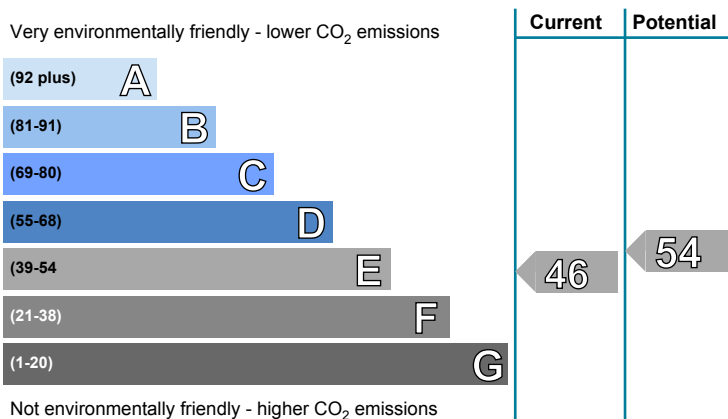 Current Potential
Very environmentally friendly - lower CO2 emissions
(92 plus) A
(81-91) B
(69-80) C
(55-68) D
(39-54 E
(21-38) F
(1-20) G
46
54
Not environmentally friendly - higher CO2 emissions